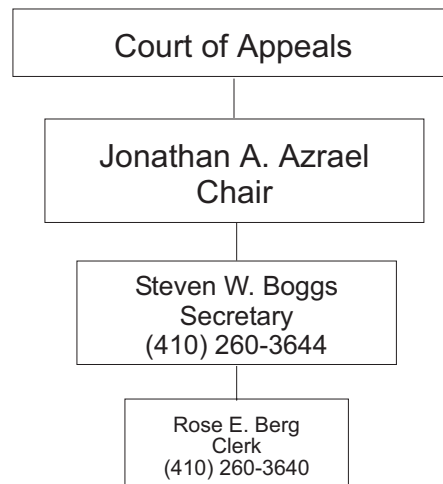 Court of Appeals
Jonathan A. Azrael
Chair
Steven W. Boggs
Secretary
(410) 260-3644
Rose E. Berg
Clerk
(410) 260-3640